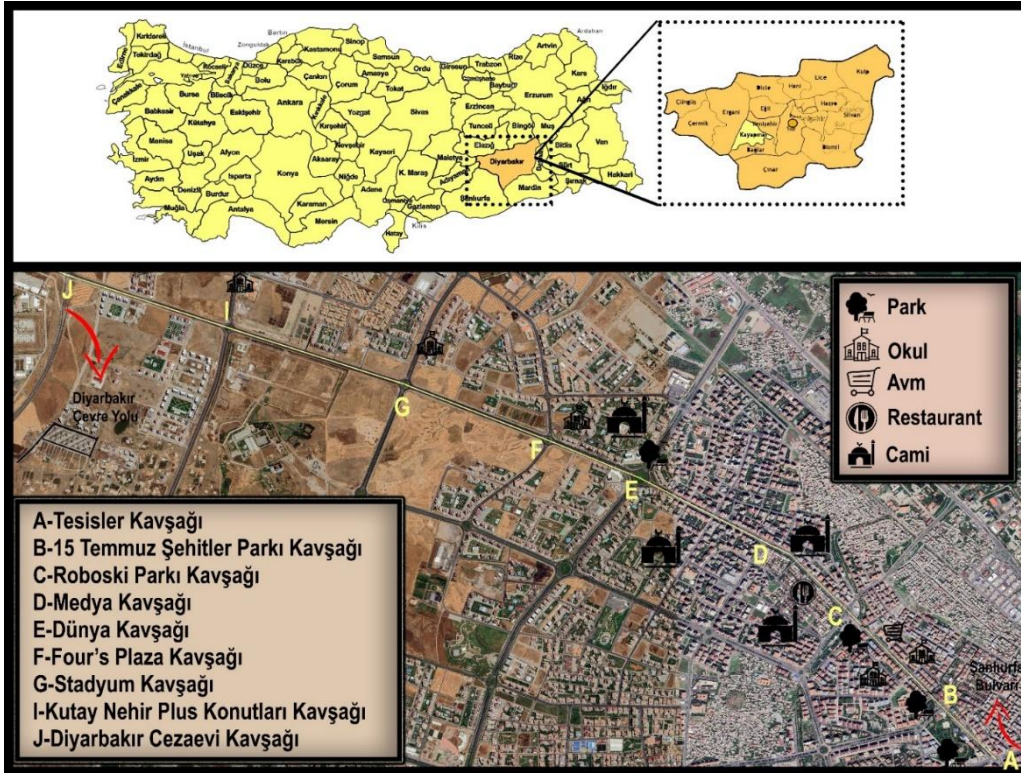 Kırklareli
Edirne
Tekirdağ
İstanbul
Kocaeli
Yalova
Sakarya
Düzce
Zonguldak
Bartın
Karabük
Kastamonu
Sinop
Samsun
Ordu
Giresun
Trabzon
Rize
Artvin
Ardahan
Kars
Iğdır
Ağrı
Çanakkale
Balıkesir
Bursa
Bilecik
Bolu
Çankırı
Çorum
Amasya
Tokat
Gümüşhane
Bayburt
Erzurum
Erzincan
Kütahya
Eskişehir
Ankara
Kırıkkale
Yozgat
Sivas
Tunceli
Bingöl
Muş
Bitlis
Van
Manisa
Uşak
Afyon
Kırşehir
Nevşehir
Kayseri
Malatya
Elazığ
Diyarbakır
Siirt
Şırnak
Hakkari
İzmir
Aydın
Denizli
Isparta
Burdur
Konya
Aksaray
Niğde
Adana
K. Maraş
Adıyaman
Şanlıurfa
Mardin
Muğla
Antalya
Karaman
Mersin
Osmaniye
Gaziantep
Kilis
Hatay
Çüngüş
Çermik
Ergani
Dicle
Hani
Lice
Kulp
Eğil
Hazro
Silvan
Yenişehir
Kayapınar
Bağlar
Bismil
Çınar
J
I
G
F
E
D
C
B
A
Diyarbakır
Çevre Yolu
Şanlıurfa
Bulvarı
Park
Okul
Avm
Restaurant
Cami
A-Tesisler Kavşağı
B-15 Temmuz Şehitler Parkı Kavşağı
C-Roboski Parkı Kavşağı
D-Medya Kavşağı
E-Dünya Kavşağı
F-Four's Plaza Kavşağı
G-Stadyum Kavşağı
I-Kutay Nehir Plus Konutları Kavşağı
J-Diyarbakır Cezaevi Kavşağı